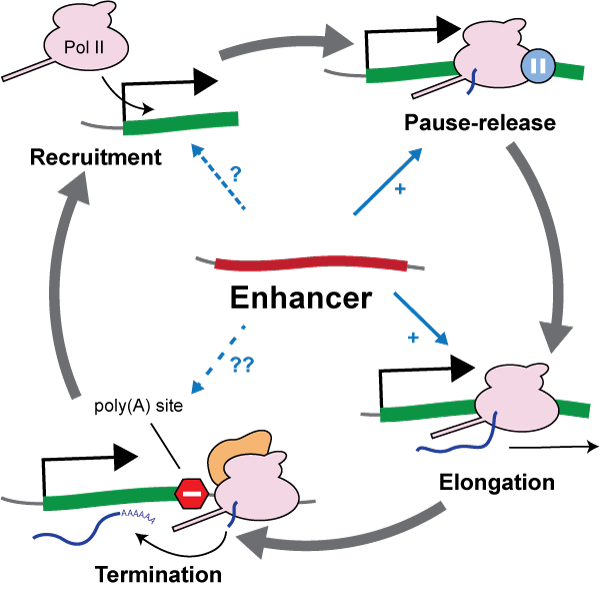 Pol II
Recruitment
Pause-release
?
+
Enhancer
+
??
poly(A) site
Elongation
AAAAAA
Termination